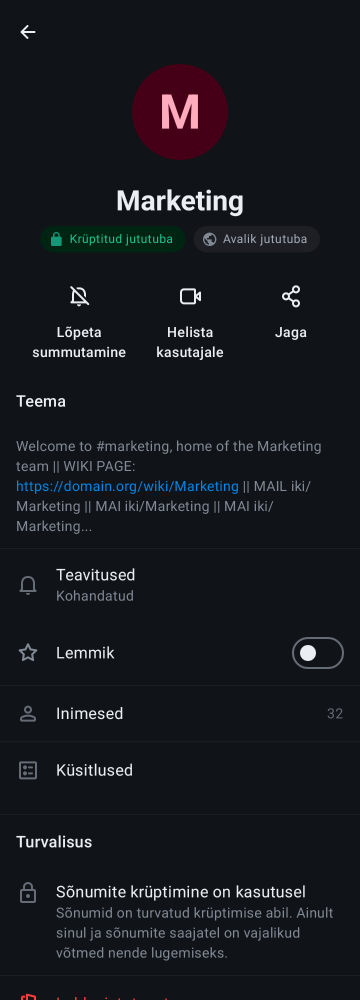 M
Marketing
Krüptitud jututuba
Avalik jututuba
Lõpeta summutamine
Helista kasutajale
Jaga
Teema
Welcome to #marketing, home of the Marketing
team || WIKI PAGE:
https://domain.org/wiki/Marketing || MAIL iki/
Marketing || MAI iki/Marketing || MAI iki/
Marketing...
Teavitused
Kohandatud
Lemmik
Inimesed 32
Küsitlused
Turvalisus
Sõnumite krüptimine on kasutusel
Sõnumid on turvatud krüptimise abil. Ainult
sinul ja sõnumite saajatel on vajalikud
võtmed nende lugemiseks.